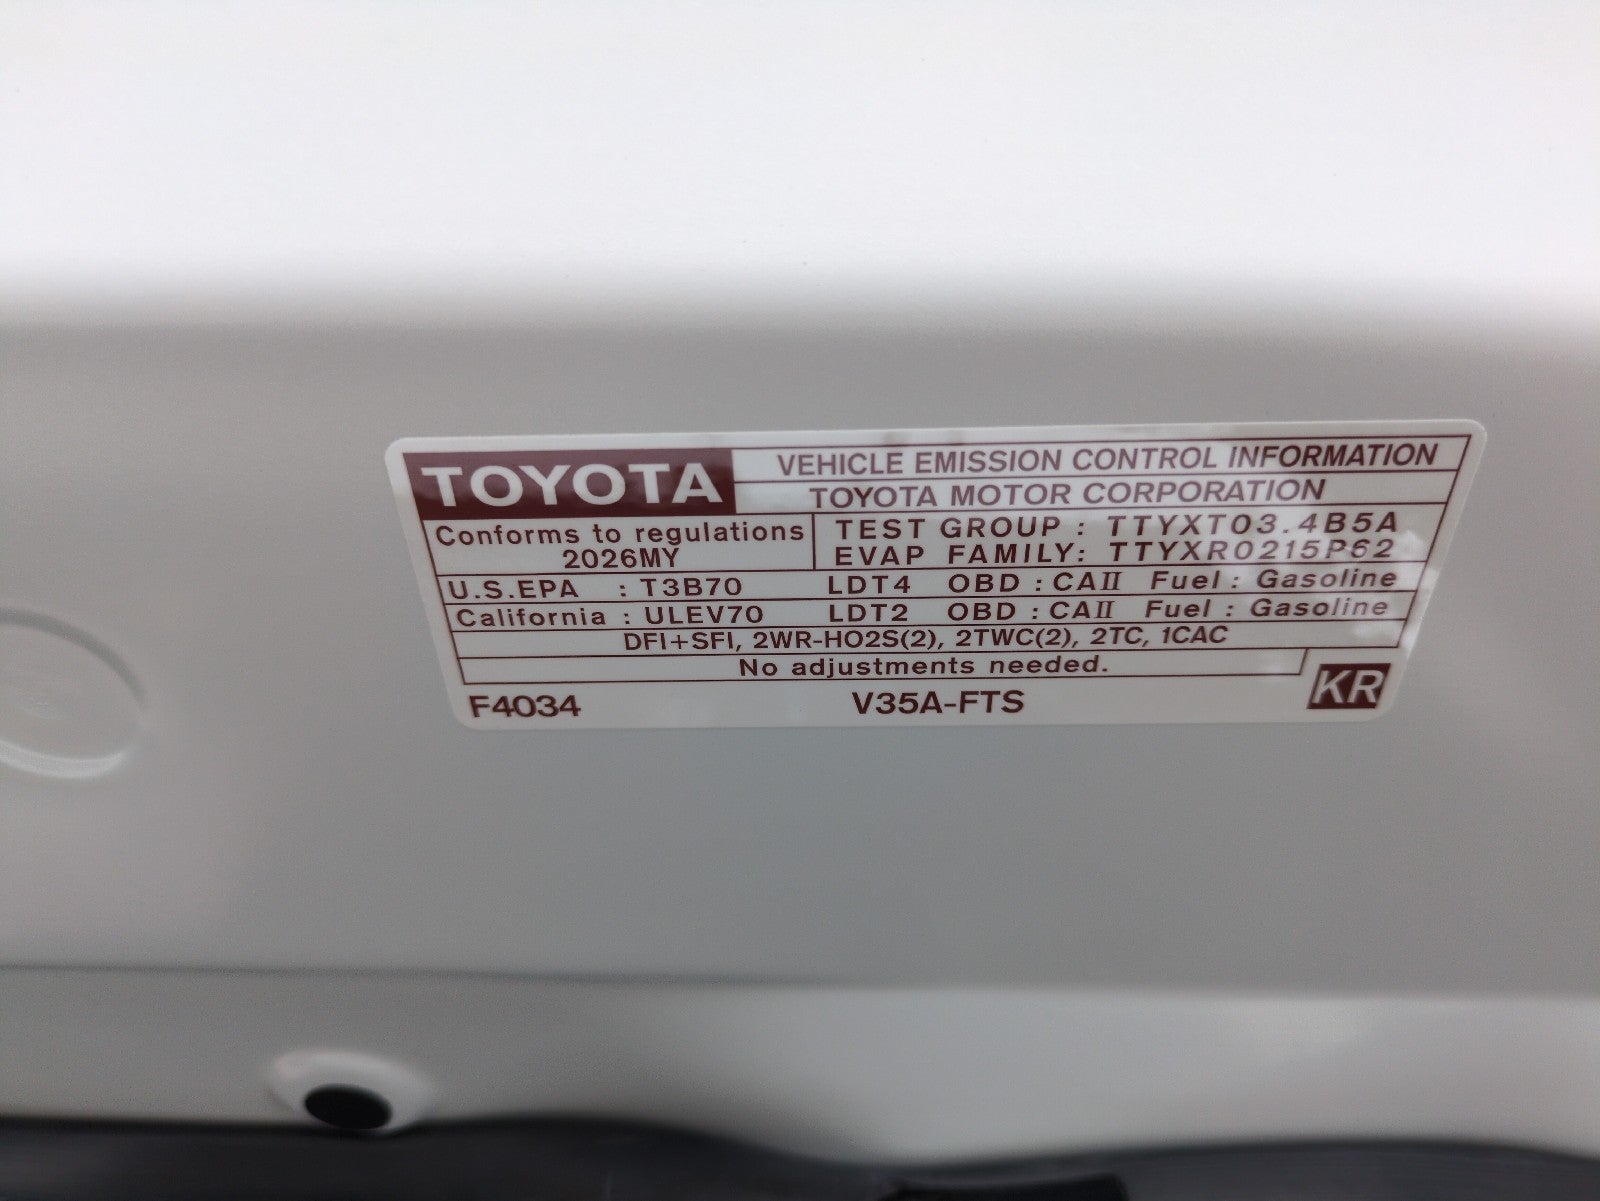 TOYOTA
VEHICLE EMISSION CONTROL INFORMATION
TOYOTA MOTOR CORPORATION
Conforms to regulations
2026MY
TEST GROUP : TTYXT03.4B5A
EVAP FAMILY: TTYXR0215P62
U.S.EPA : T3B70 LDT4 OBD : CAII Fuel : Gasoline
California : ULEV70 LDT2 OBD : CAII Fuel : Gasoline
DFI+SFI, 2WR-HO2S(2), 2TWC(2), 2TC, 1CAC
No adjustments needed.
F4034 V35A-FTS KR